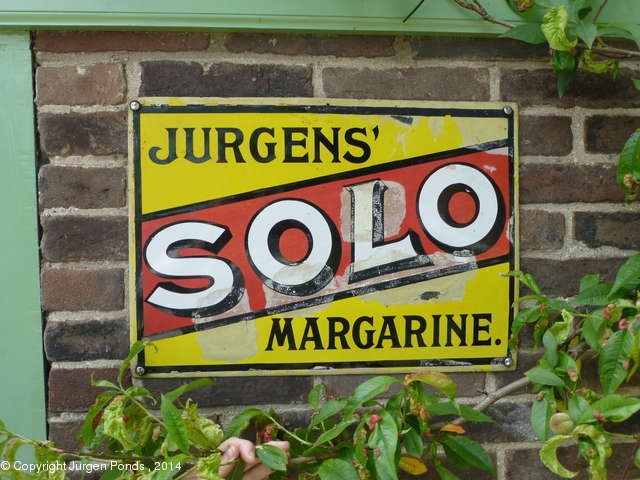 JURGENS'
SOLO
MARGARINE.
© Copyright Jurgen Ponds, 2014